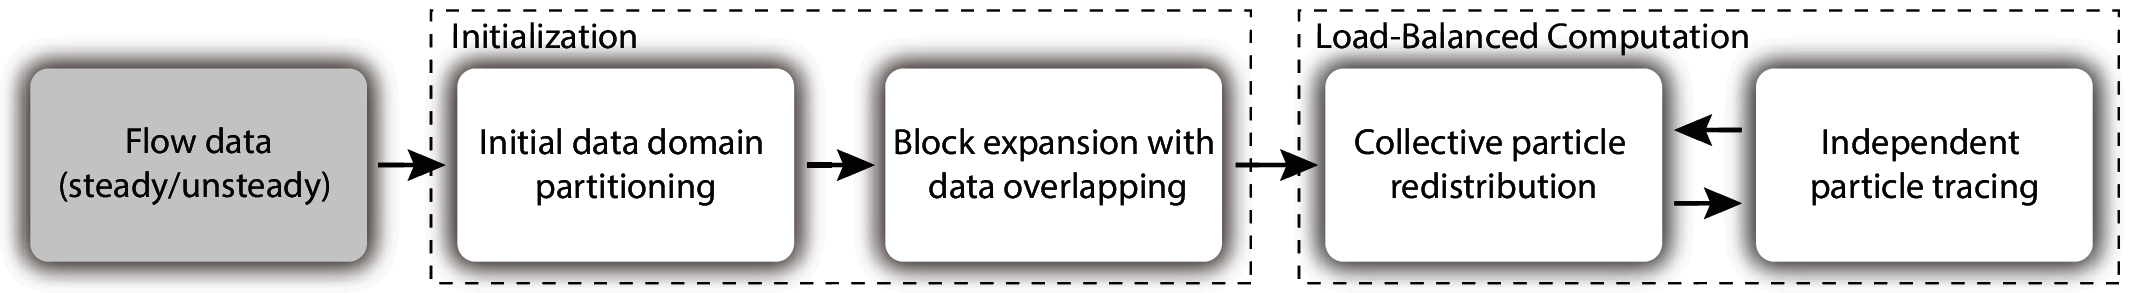 Initialization
Load-Balanced Computation
Flow data
(steady/unsteady)
Initial data domain
partitioning
Block expansion with
data overlapping
Collective particle
redistribution
Independent
particle tracing